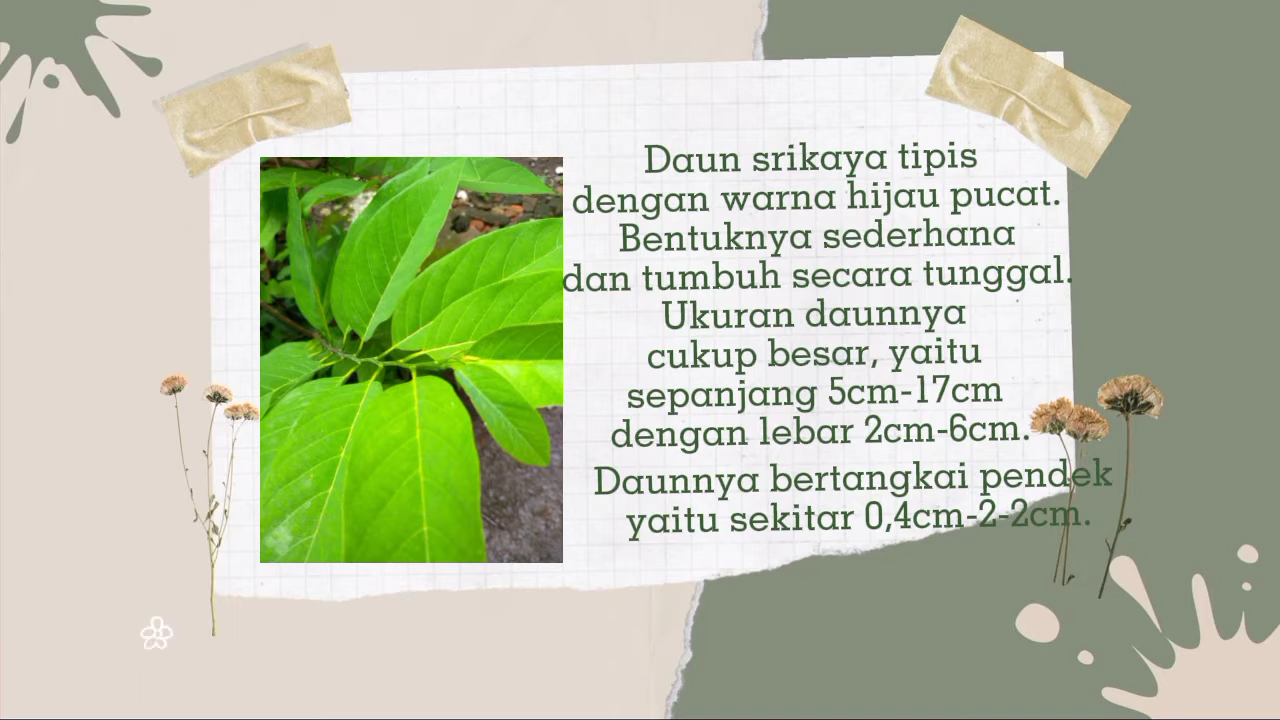 Daun srikaya tipis
dengan warna hijau pucat.
Bentuknya sederhana
dan tumbuh secara tunggal.
Ukuran daunnya
cukup besar, yaitu
sepanjang 5cm-17cm
dengan lebar 2cm-6cm.
Daunnya bertangkai pendek
yaitu sekitar 0,4cm-2-2cm.